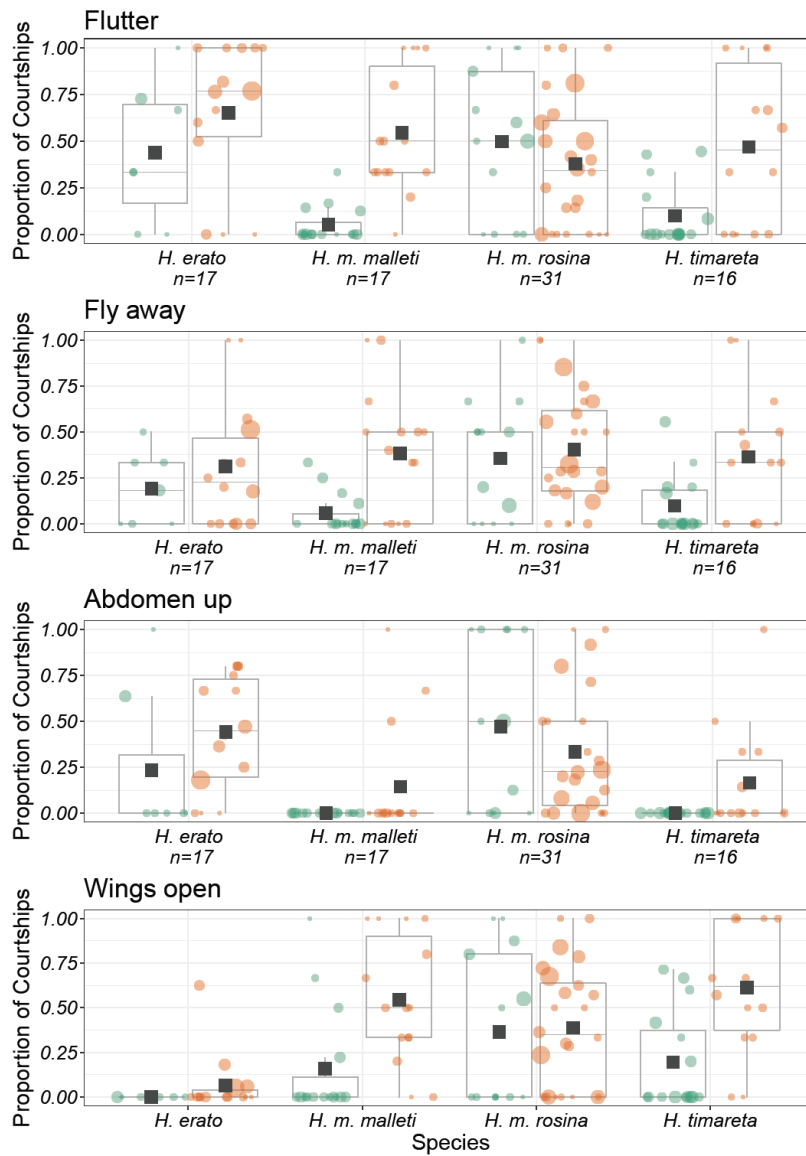 Flutter
Proportion of Courtships
1.00
0.75
0.50
0.25
0.00
H. erato H. m. malleti H. m. rosina H. timareta
n=17 n=17 n=31 n=16
Fly away
Proportion of Courtships
1.00
0.75
0.50
0.25
0.00
H. erato H. m. malleti H. m. rosina H. timareta
n=17 n=17 n=31 n=16
Abdomen up
Proportion of Courtships
1.00
0.75
0.50
0.25
0.00
H. erato H. m. malleti H. m. rosina H. timareta
n=17 n=17 n=31 n=16
Wings open
Proportion of Courtships
1.00
0.75
0.50
0.25
0.00
H. erato H. m. malleti H. m. rosina H. timareta
Species